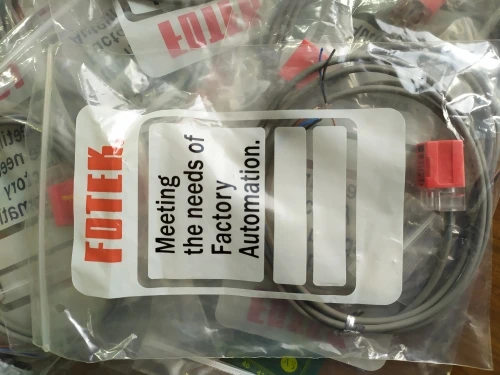 FOTEK
Meeting
the needs of
Factory
Automation.
FOTEK